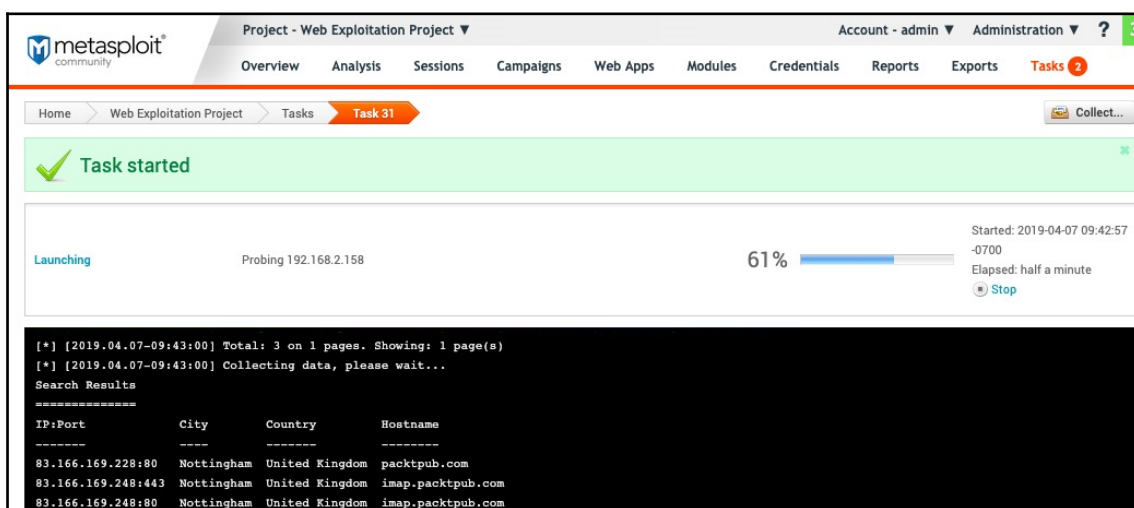 metasploit®
community
Project - Web Exploitation Project ▼ Account - admin ▼ Administration ▼ ?
Overview Analysis Sessions Campaigns Web Apps Modules Credentials Reports Exports Tasks 2
Home Web Exploitation Project Tasks Task 31 Collect...
Task started
Launching Probing 192.168.2.158 61%
Started: 2019-04-07 09:42:57
-0700
Elapsed: half a minute
Stop
[*] [2019.04.07-09:43:00] Total: 3 on 1 pages. Showing: 1 page(s)
[*] [2019.04.07-09:43:00] Collecting data, please wait...
Search Results
==============
IP:Port City Country Hostname
------- ---- ------- --------
83.166.169.228:80 Nottingham United Kingdom packtpub.com
83.166.169.248:443 Nottingham United Kingdom imap.packtpub.com
83.166.169.248:80 Nottingham United Kingdom imap.packtpub.com